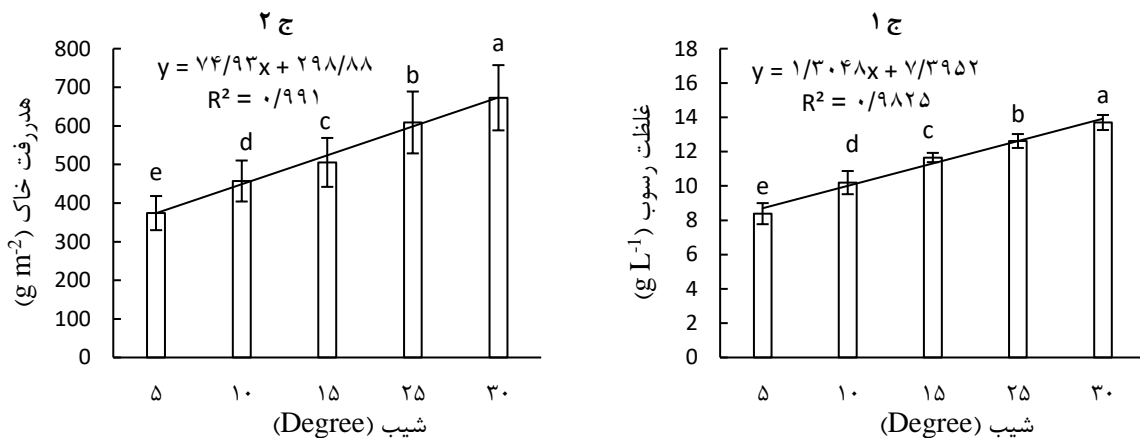 ج ۲
y = ۷۴/۹۳x + ۲۹۸/۸۸
R² = ۰/۹۹۱
هدررفت خاک (g m⁻²)
800
700
600
500
400
300
200
100
0
e
d
c
b
a
۵
۱۰
۱۵
۲۵
۳۰
شیب (Degree)
ج ۱
y = ۱/۳۰۴۸x + ۷/۳۹۵۲
R² = ۰/۹۸۲۵
غلظت رسوب (g L⁻¹)
18
16
14
12
10
8
6
4
2
0
e
d
c
b
a
۵
۱۰
۱۵
۲۵
۳۰
شیب (Degree)